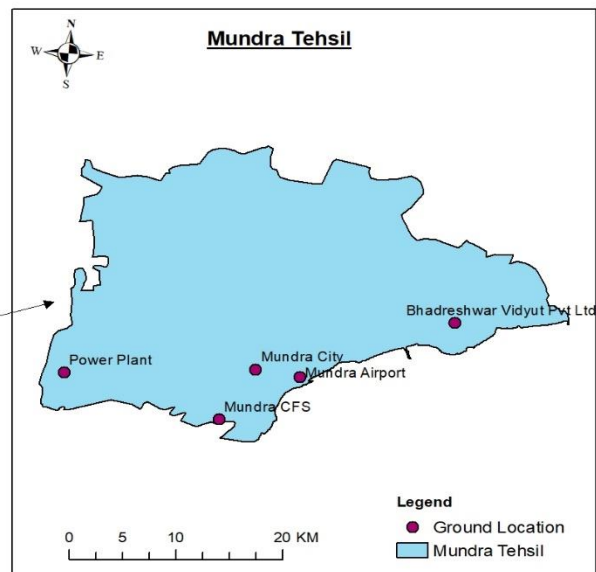 Mundra Tehsil
N
W E
S
Bhadreshwar Vidyut Pvt Ltd
Power Plant
Mundra City
Mundra Airport
Mundra CFS
Legend
Ground Location
Mundra Tehsil
0 5 10 20 KM